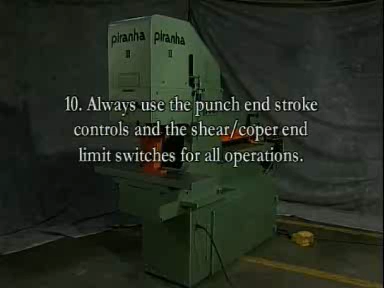 piranha piranha
10. Always use the punch end stroke
controls and the shear/coper end
limit switches for all operations.